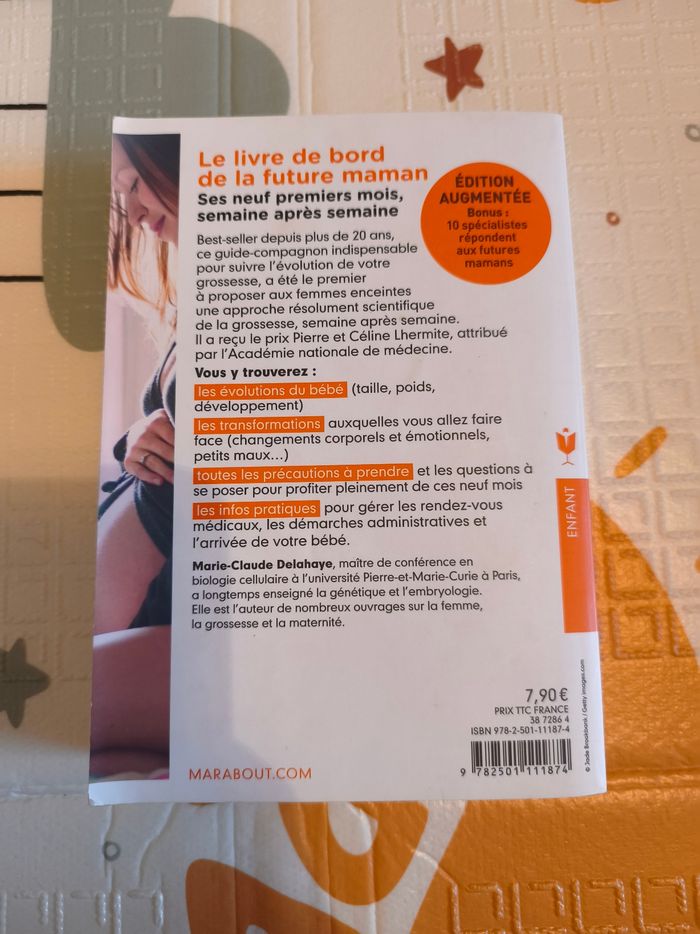 Le livre de bord
de la future maman
Ses neuf premiers mois,
semaine après semaine
ÉDITION
AUGMENTÉE
Bonus :
10 spécialistes
répondent
aux futures
mamans
Best-seller depuis plus de 20 ans,
ce guide-compagnon indispensable
pour suivre l'évolution de votre
grossesse, a été le premier
à proposer aux femmes enceintes
une approche résolument scientifique
de la grossesse, semaine après semaine.
Il a reçu le prix Pierre et Céline Lhermite, attribué
par l'Académie nationale de médecine.
Vous y trouverez :
les évolutions du bébé (taille, poids,
développement)
les transformations auxquelles vous allez faire
face (changements corporels et émotionnels,
petits maux...)
toutes les précautions à prendre et les questions à
se poser pour profiter pleinement de ces neuf mois
les infos pratiques pour gérer les rendez-vous
médicaux, les démarches administratives et
l'arrivée de votre bébé.
Marie-Claude Delahaye, maître de conférence en
biologie cellulaire à l'université Pierre-et-Marie-Curie à Paris,
a longtemps enseigné la génétique et l'embryologie.
Elle est l'auteur de nombreux ouvrages sur la femme,
la grossesse et la maternité.
ENFANT
7,90 €
PRIX TTC FRANCE
38 7286 4
ISBN 978-2-501-11187-4
9 782501 111874
MARABOUT.COM
© Jade Brookbank / Getty images.com